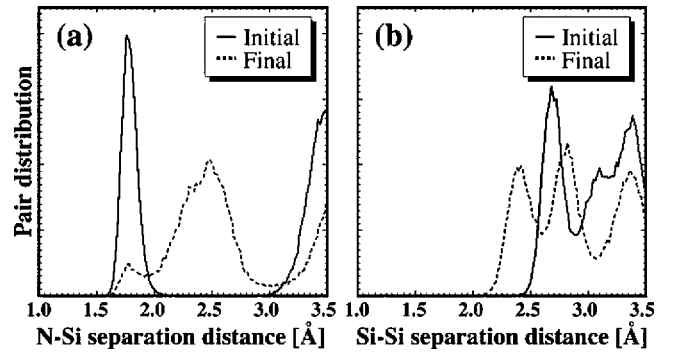 (a)
Initial
Final
(b)
Initial
Final
Pair distribution
1.0 1.5 2.0 2.5 3.0 3.5
1.0 1.5 2.0 2.5 3.0 3.5
N-Si separation distance [Å]
Si-Si separation distance [Å]